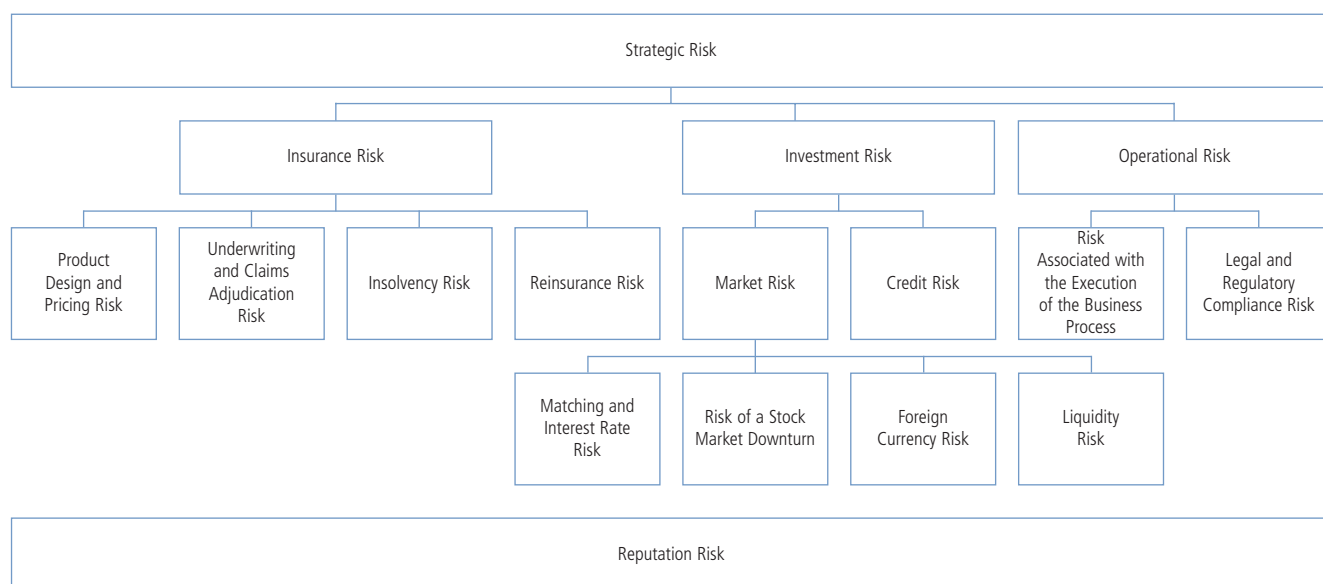 Strategic Risk
Insurance Risk
Investment Risk
Operational Risk
Product
Design and
Pricing Risk
Underwriting
and Claims
Adjudication
Risk
Insolvency Risk
Reinsurance Risk
Market Risk
Credit Risk
Risk
Associated with
the Execution
of the Business
Process
Legal and
Regulatory
Compliance Risk
Matching and
Interest Rate
Risk
Risk of a Stock
Market Downturn
Foreign
Currency Risk
Liquidity
Risk
Reputation Risk